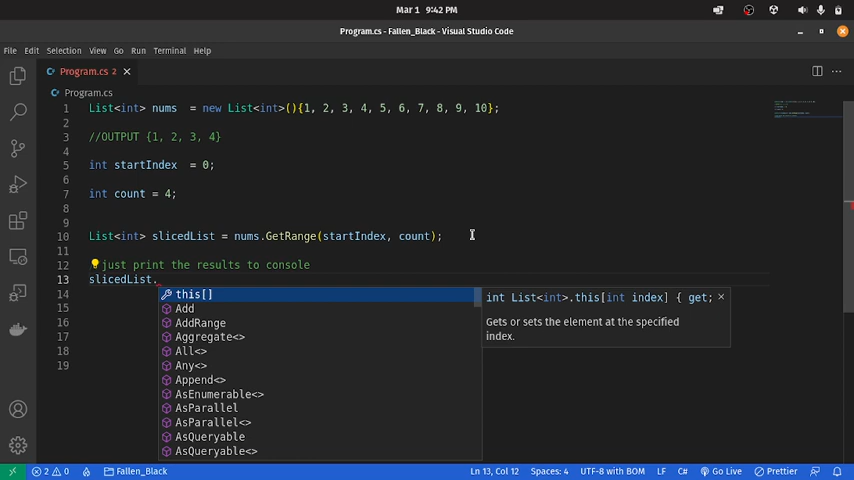 Mar 1 9:42 PM
Program.cs - Fallen_Black - Visual Studio Code
File Edit Selection View Go Run Terminal Help
Program.cs 2
Program.cs
1 List<int> nums = new List<int>(){1, 2, 3, 4, 5, 6, 7, 8, 9, 10};
2
3 //OUTPUT {1, 2, 3, 4}
4
5 int startIndex = 0;
6
7 int count = 4;
8
9
10 List<int> slicedList = nums.GetRange(startIndex, count);
11
12 just print the results to console
13 slicedList.
14 this[]
int List<int>.this[int index] { get;
15 Add
16 AddRange
Gets or sets the element at the specified
index.
17 Aggregate<>
18 All<>
19 Any<>
Append<>
AsEnumerable<>
AsParallel
AsParallel<>
AsQueryable
AsQueryable<>
2 0 Fallen_Black Ln 13, Col 12 Spaces: 4 UTF-8 with BOM LF C# Go Live Prettier